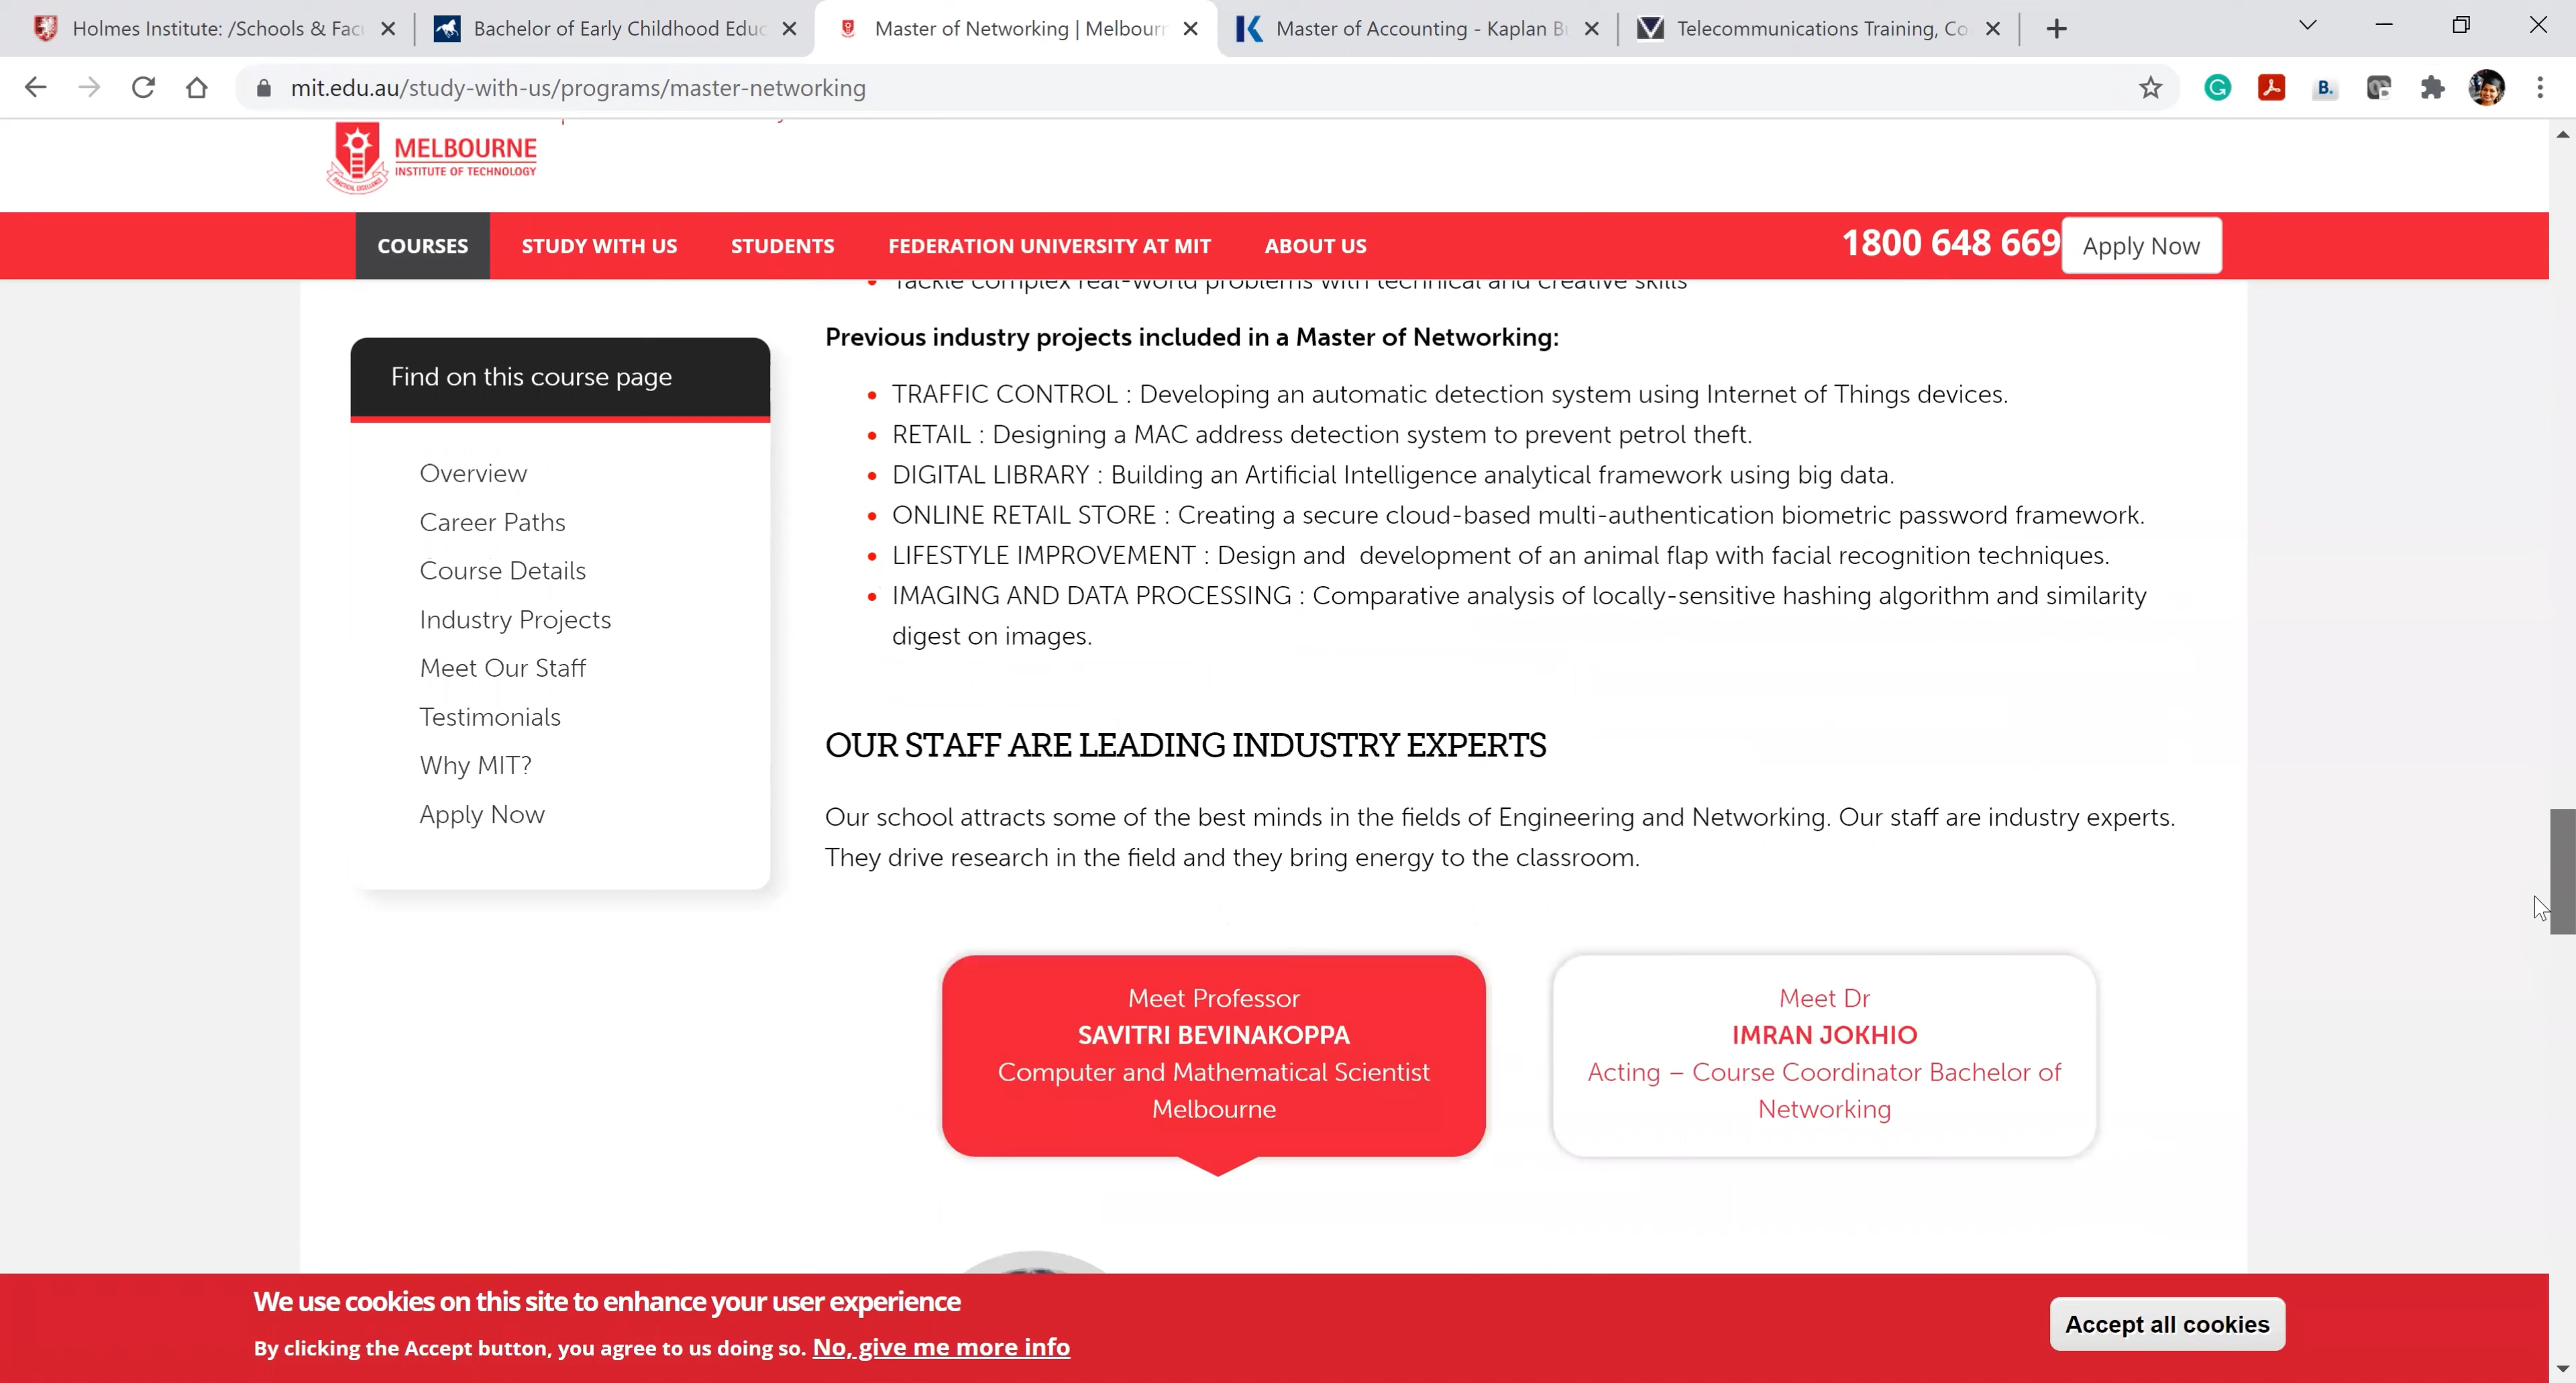 Holmes Institute: /Schools & Fac
Bachelor of Early Childhood Educ
Master of Networking | Melbourn
Master of Accounting - Kaplan Bu
Telecommunications Training, Co
mit.edu.au/study-with-us/programs/master-networking
MELBOURNE
INSTITUTE OF TECHNOLOGY
COURSES
STUDY WITH US
STUDENTS
FEDERATION UNIVERSITY AT MIT
ABOUT US
1800 648 669
Apply Now
Tackle complex real-world problems with technical and creative skills
Find on this course page
Overview
Career Paths
Course Details
Industry Projects
Meet Our Staff
Testimonials
Why MIT?
Apply Now
Previous industry projects included in a Master of Networking:
TRAFFIC CONTROL : Developing an automatic detection system using Internet of Things devices.
RETAIL : Designing a MAC address detection system to prevent petrol theft.
DIGITAL LIBRARY : Building an Artificial Intelligence analytical framework using big data.
ONLINE RETAIL STORE : Creating a secure cloud-based multi-authentication biometric password framework.
LIFESTYLE IMPROVEMENT : Design and development of an animal flap with facial recognition techniques.
IMAGING AND DATA PROCESSING : Comparative analysis of locally-sensitive hashing algorithm and similarity
digest on images.
OUR STAFF ARE LEADING INDUSTRY EXPERTS
Our school attracts some of the best minds in the fields of Engineering and Networking. Our staff are industry experts.
They drive research in the field and they bring energy to the classroom.
Meet Professor
SAVITRI BEVINAKOPPA
Computer and Mathematical Scientist
Melbourne
Meet Dr
IMRAN JOKHIO
Acting – Course Coordinator Bachelor of
Networking
We use cookies on this site to enhance your user experience
By clicking the Accept button, you agree to us doing so. No, give me more info
Accept all cookies